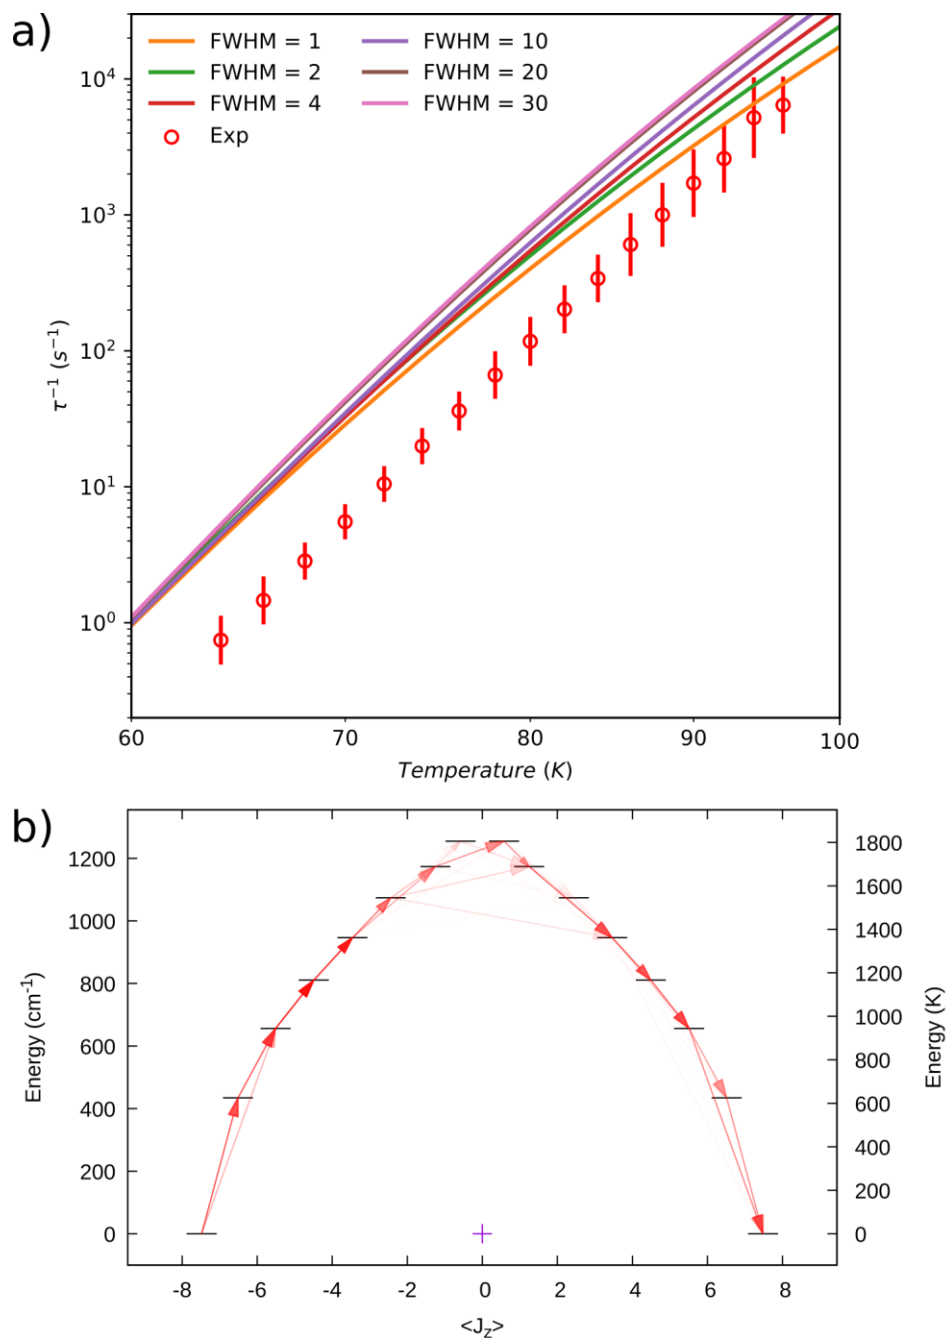 a)
FWHM = 1 FWHM = 10
FWHM = 2 FWHM = 20
FWHM = 4 FWHM = 30
Exp
10⁴
10³
10²
10¹
10⁰
τ⁻¹ (s⁻¹)
60 70 80 90 100
Temperature (K)
b)
1200
1000
800
600
400
200
0
Energy (cm⁻¹)
1800
1600
1400
1200
1000
800
600
400
200
0
Energy (K)
-8 -6 -4 -2 0 2 4 6 8
<J_z>